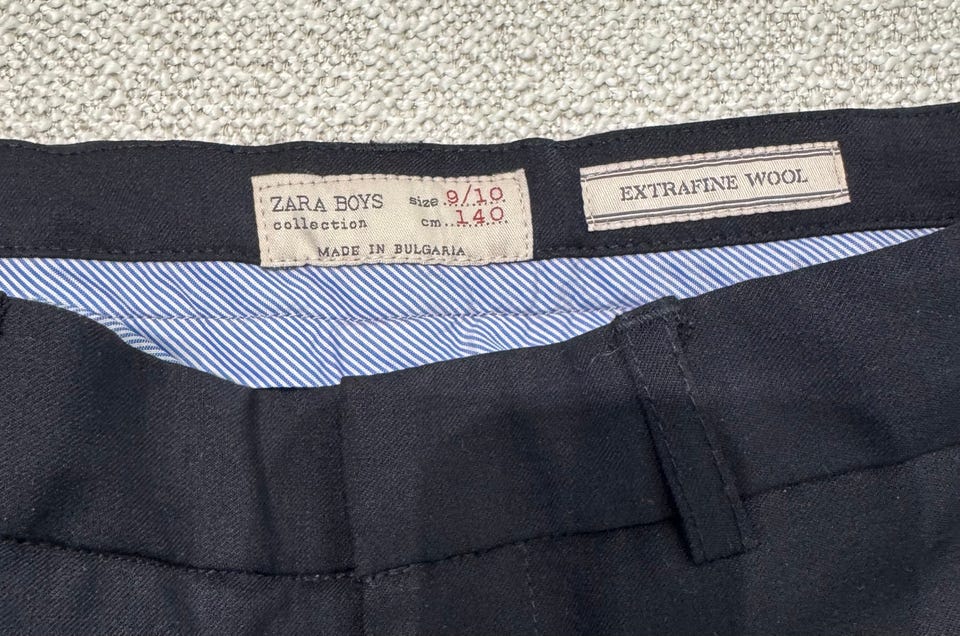 ZARA BOYS size 9/10
collection cm. 140
MADE IN BULGARIA
EXTRAFINE WOOL